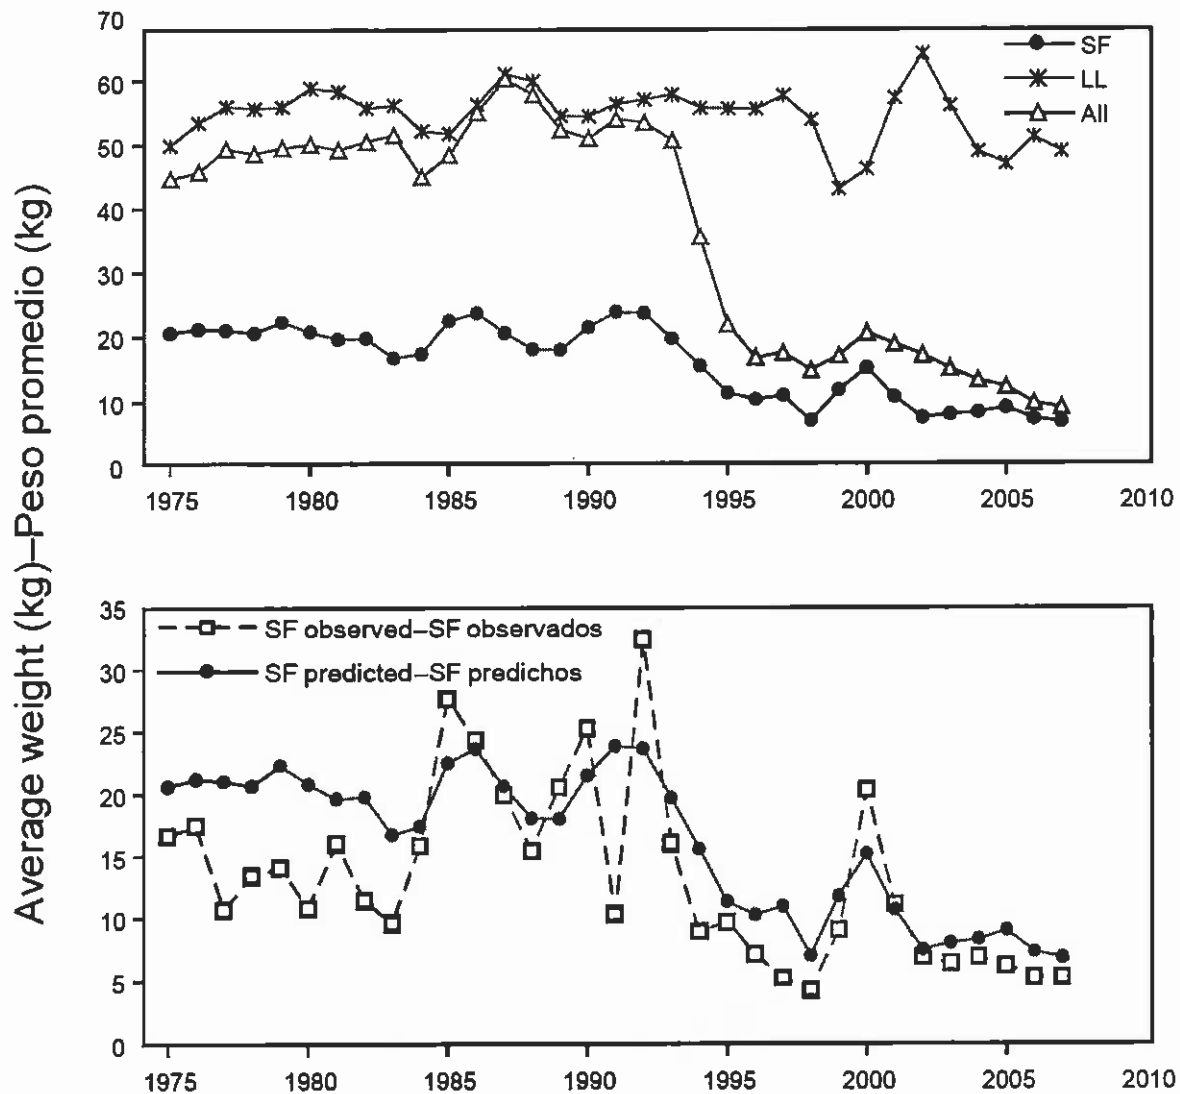 Average weight (kg)–Peso promedio (kg)
70
60
50
40
30
20
10
0
SF
LL
All
1975 1980 1985 1990 1995 2000 2005 2010
35
30
25
20
15
10
5
0
SF observed–SF observados
SF predicted–SF predichos
1975 1980 1985 1990 1995 2000 2005 2010